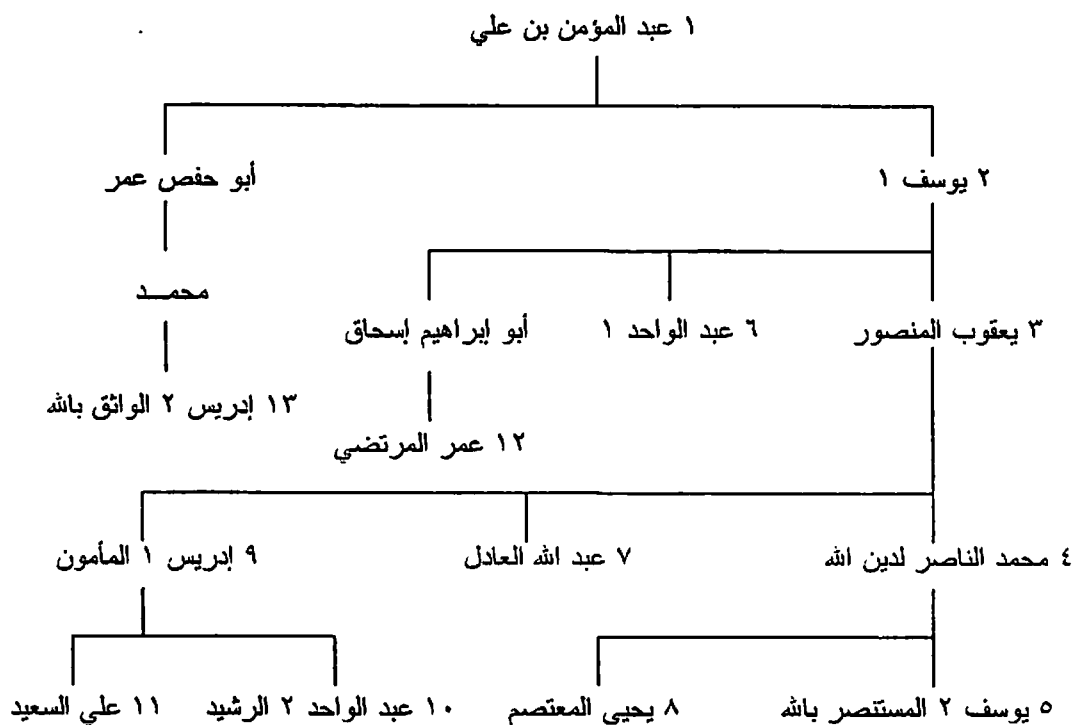 ١ عبد المؤمن بن علي
٢ يوسف ١
أبو حفص عمر
محمــد
٣ يعقوب المنصور
٦ عبد الواحد ١
أبو إبراهيم إسحاق
١٣ إدريس ٢ الواثق بالله
١٢ عمر المرتضي
٤ محمد الناصر لدين الله
٧ عبد الله العادل
٩ إدريس ١ المأمون
٥ يوسف ٢ المستنصر بالله
٨ يحيى المعتصم
١٠ عبد الواحد ٢ الرشيد
١١ علي السعيد